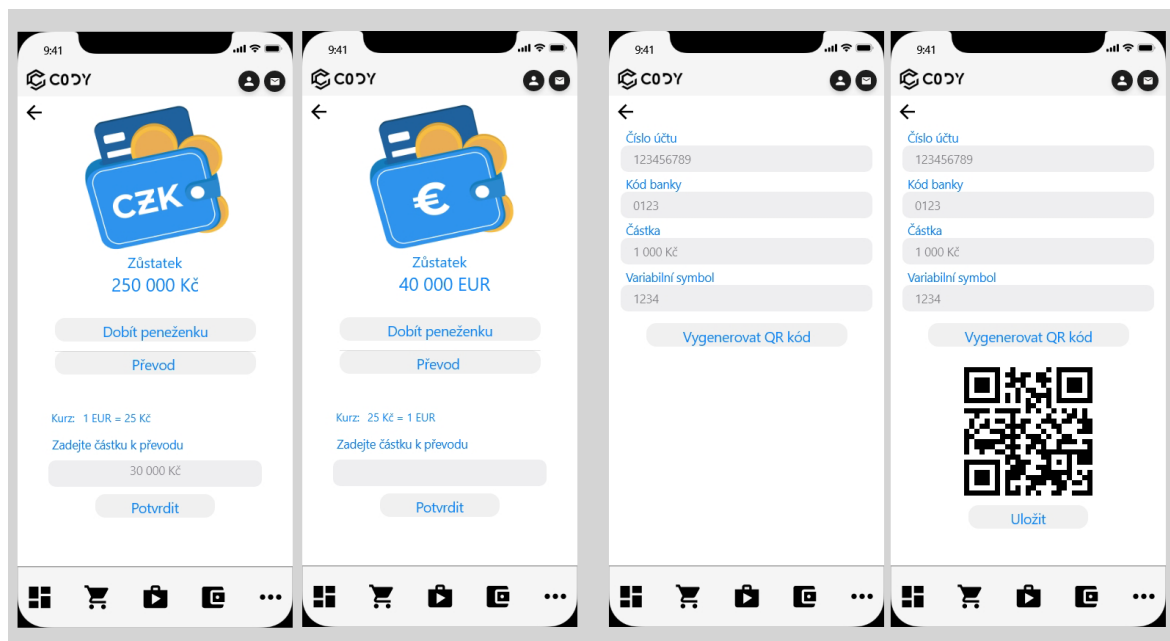 9:41
C0DY
CZK
Zůstatek
250 000 Kč
Dobít peneženku
Převod
Kurz: 1 EUR = 25 Kč
Zadejte částku k převodu
30 000 Kč
Potvrdit
9:41
C0DY
€
Zůstatek
40 000 EUR
Dobít peneženku
Převod
Kurz: 25 Kč = 1 EUR
Zadejte částku k převodu
Potvrdit
9:41
C0DY
Číslo účtu
123456789
Kód banky
0123
Částka
1 000 Kč
Variabilní symbol
1234
Vygenerovat QR kód
9:41
C0DY
Číslo účtu
123456789
Kód banky
0123
Částka
1 000 Kč
Variabilní symbol
1234
Vygenerovat QR kód
Uložit